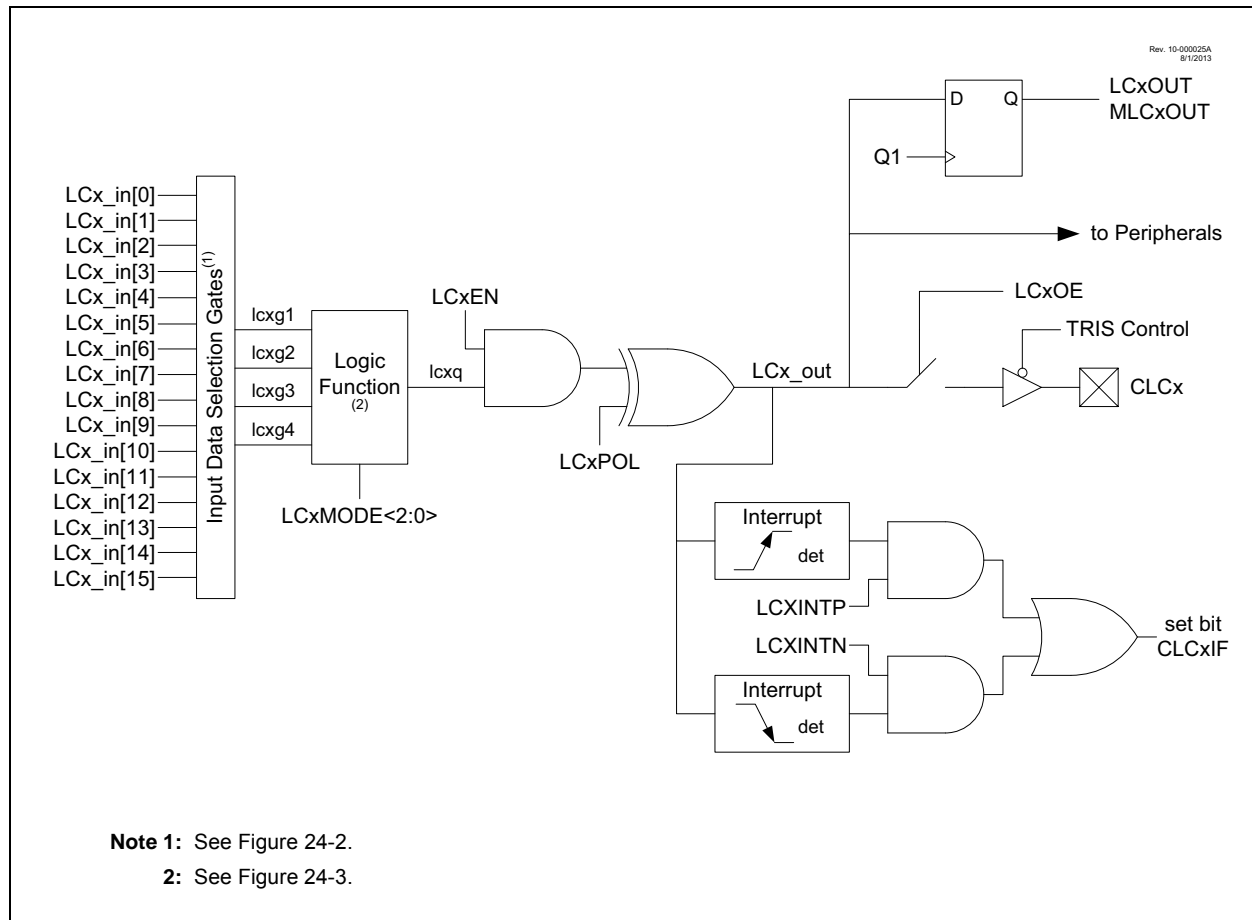 Rev. 10-000025A
8/1/2013
LCxOUT
MLCxOUT
D
Q
Q1
to Peripherals
LCx_in[0]
LCx_in[1]
LCx_in[2]
LCx_in[3]
LCx_in[4]
LCx_in[5]
LCx_in[6]
LCx_in[7]
LCx_in[8]
LCx_in[9]
LCx_in[10]
LCx_in[11]
LCx_in[12]
LCx_in[13]
LCx_in[14]
LCx_in[15]
Input Data Selection Gates(1)
lcxg1
lcxg2
lcxg3
lcxg4
Logic
Function
(2)
LCxMODE<2:0>
lcxq
LCxEN
LCxPOL
LCx_out
LCxOE
TRIS Control
CLCx
Interrupt
det
LCXINTP
LCXINTN
Interrupt
det
set bit
CLCxIF
Note 1: See Figure 24-2.
2: See Figure 24-3.